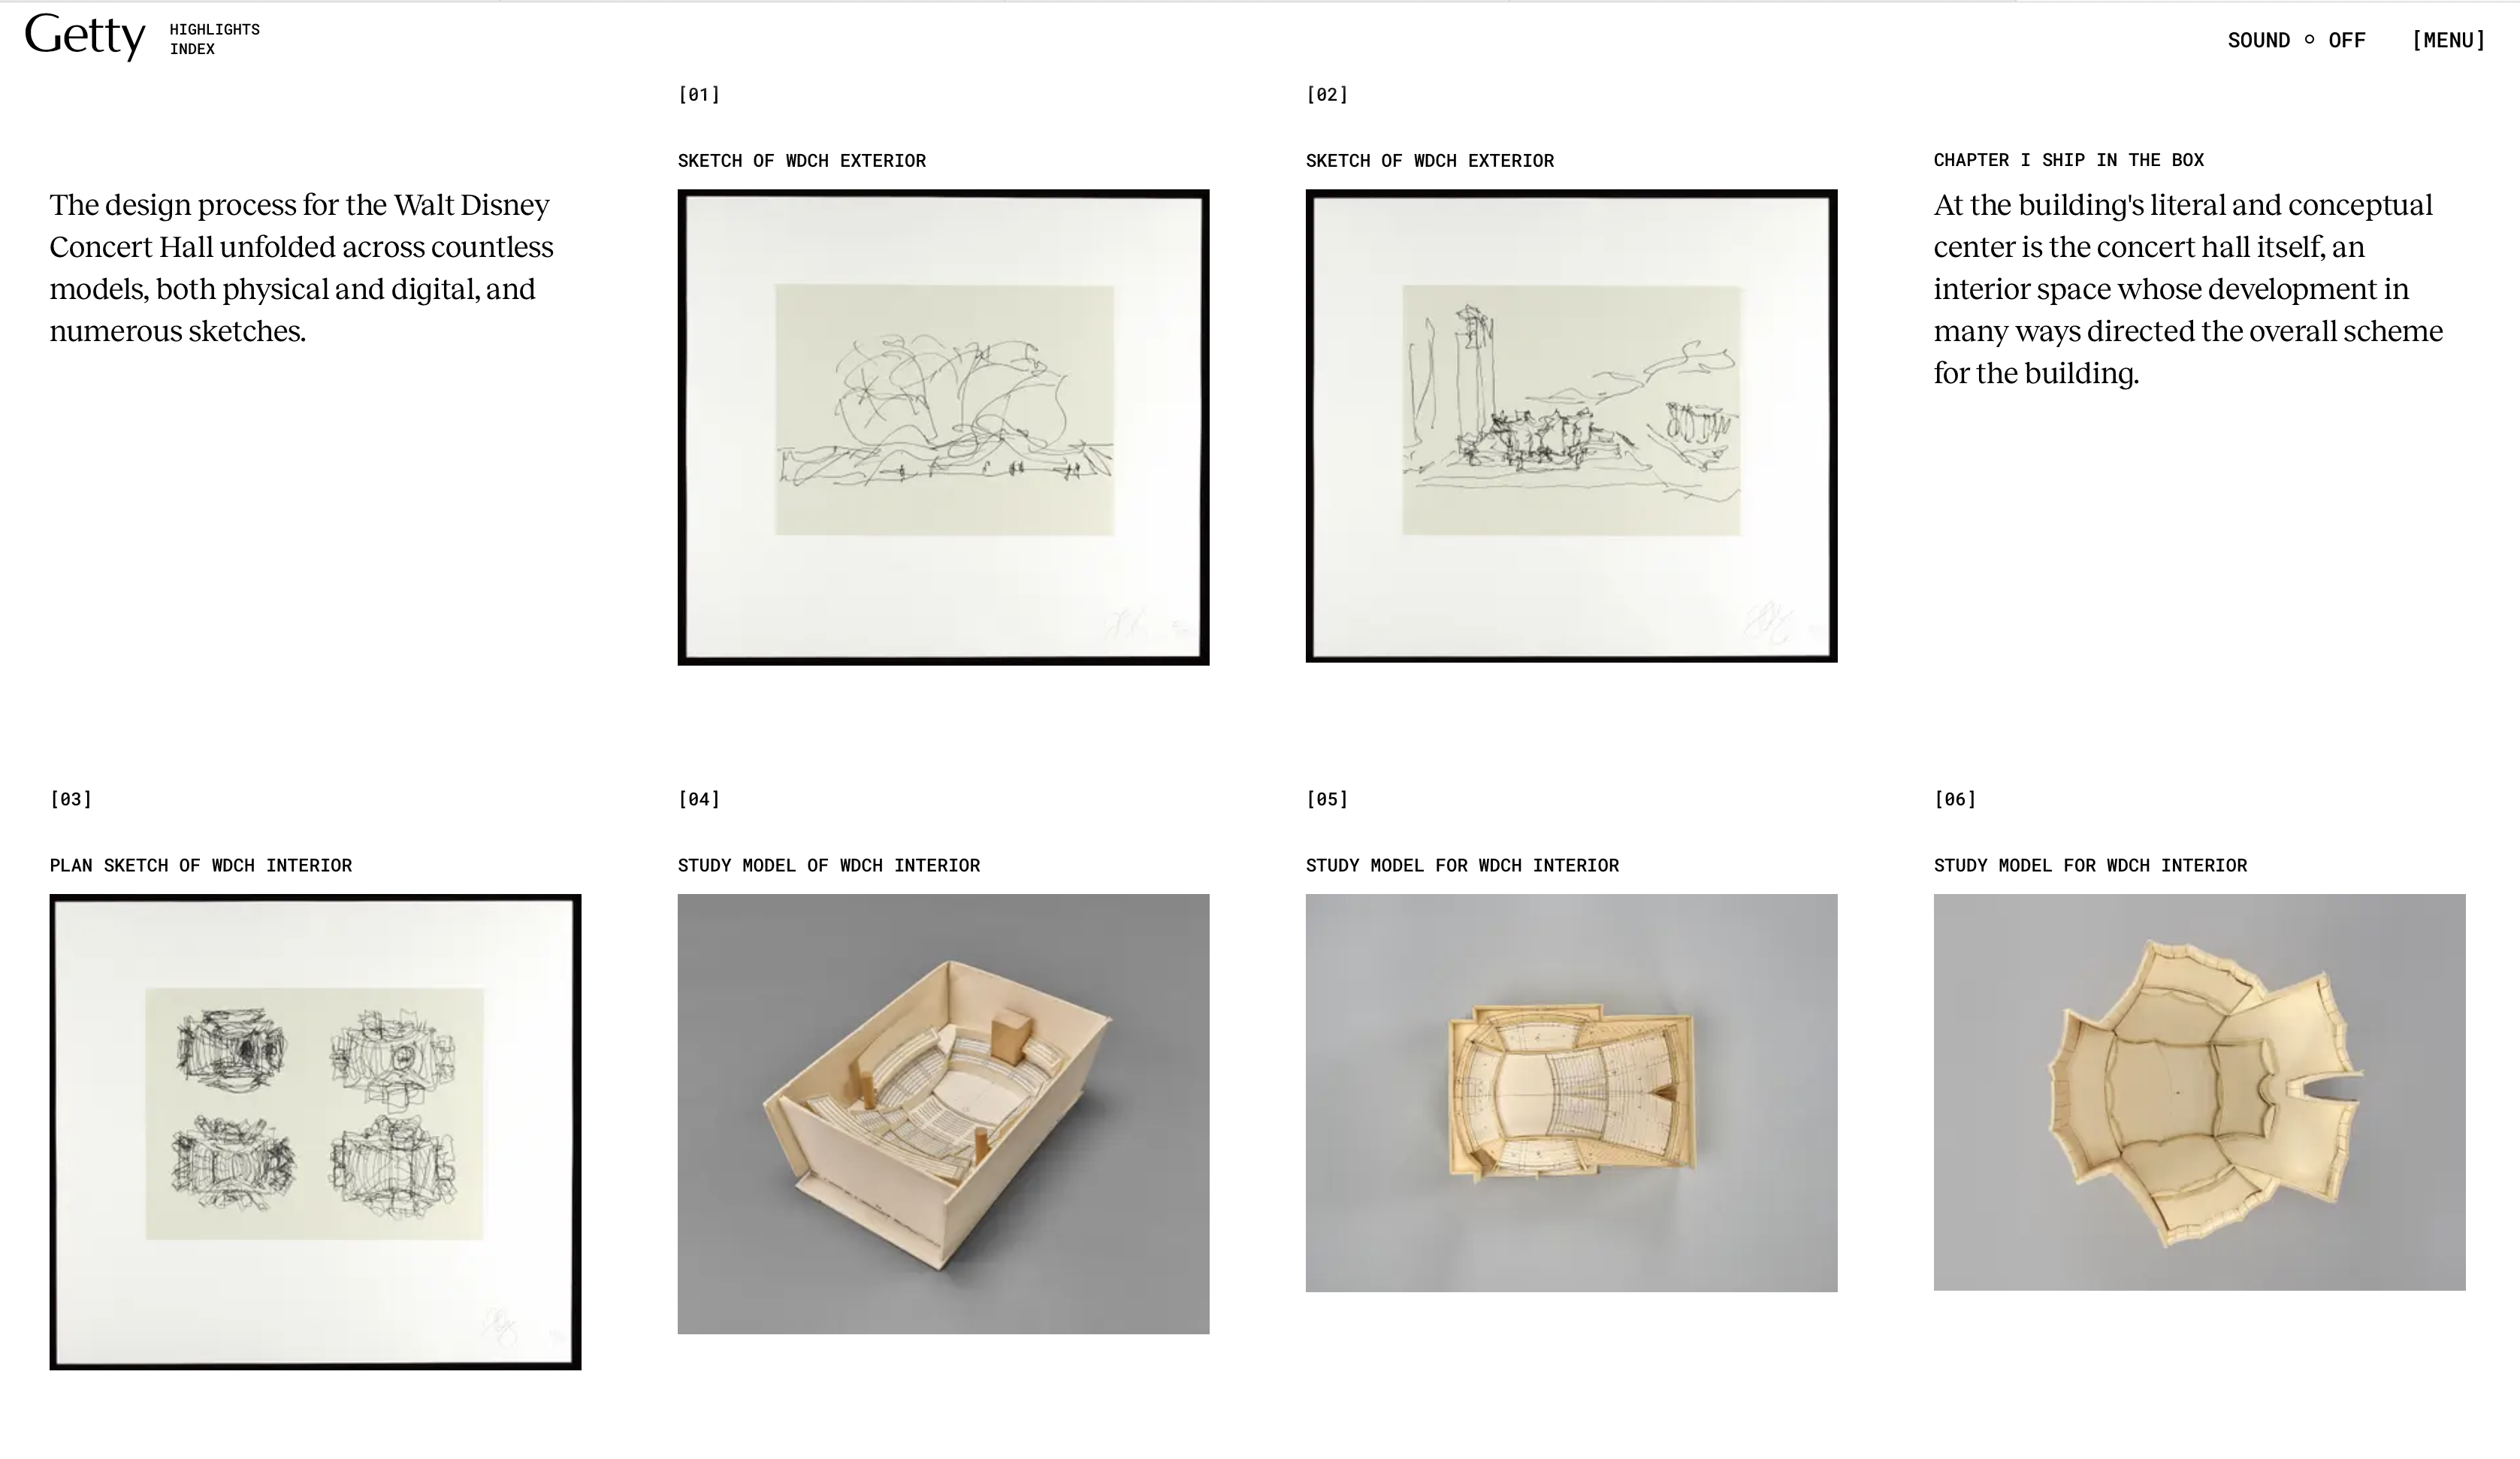 Getty
HIGHLIGHTS
INDEX
SOUND OFF
[MENU]
The design process for the Walt Disney
Concert Hall unfolded across countless
models, both physical and digital, and
numerous sketches.
[01]
SKETCH OF WDCH EXTERIOR
[02]
SKETCH OF WDCH EXTERIOR
CHAPTER I SHIP IN THE BOX
At the building's literal and conceptual
center is the concert hall itself, an
interior space whose development in
many ways directed the overall scheme
for the building.
[03]
PLAN SKETCH OF WDCH INTERIOR
[04]
STUDY MODEL OF WDCH INTERIOR
[05]
STUDY MODEL FOR WDCH INTERIOR
[06]
STUDY MODEL FOR WDCH INTERIOR